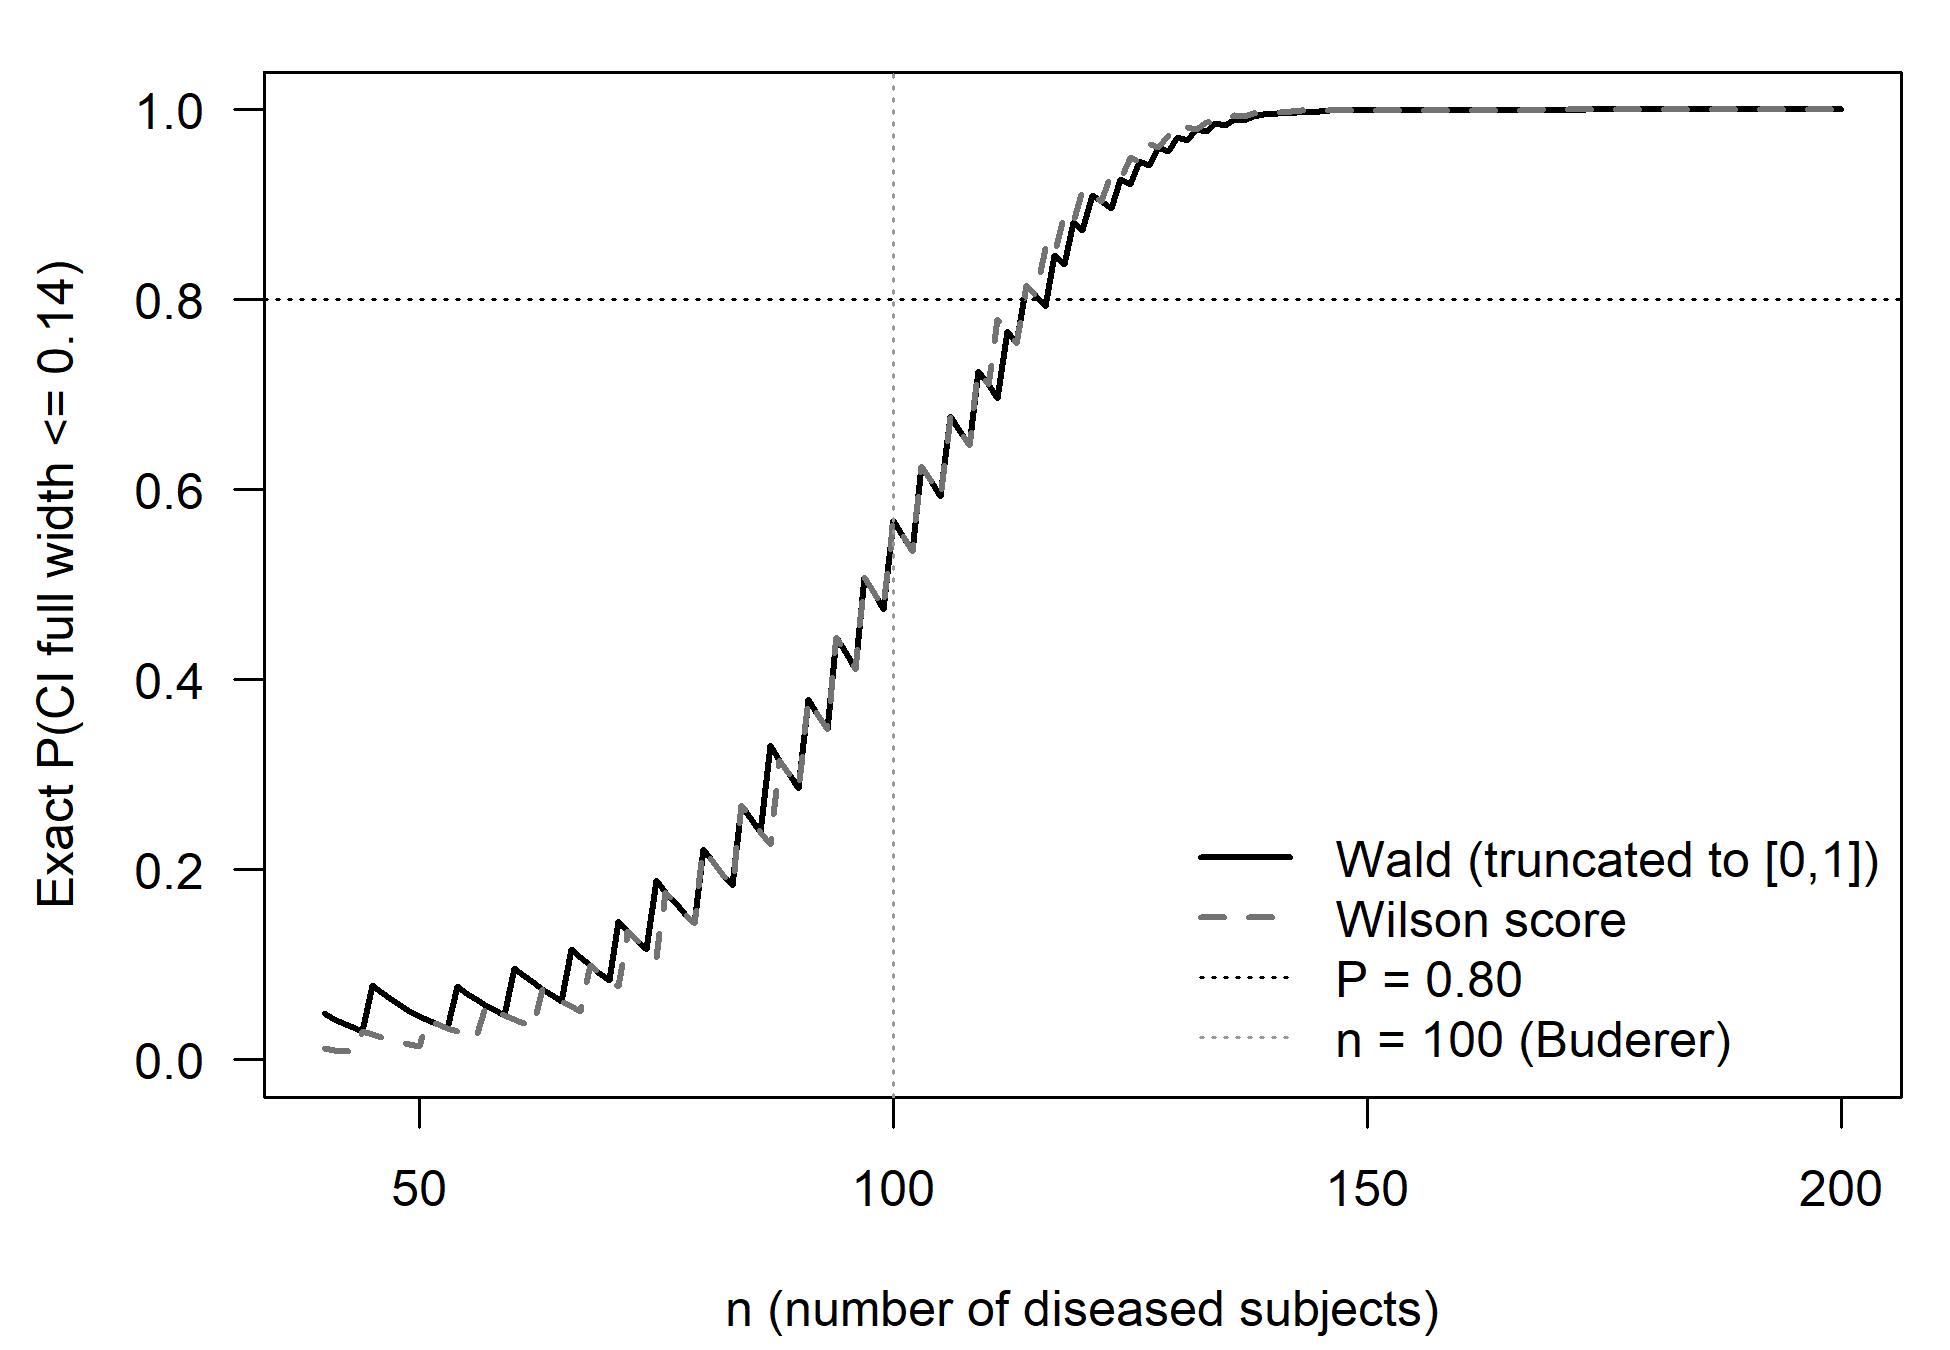 Exact P(CI full width <= 0.14)
1.0
0.8
0.6
0.4
0.2
0.0
Wald (truncated to [0,1])
Wilson score
P = 0.80
n = 100 (Buderer)
50 100 150 200
n (number of diseased subjects)